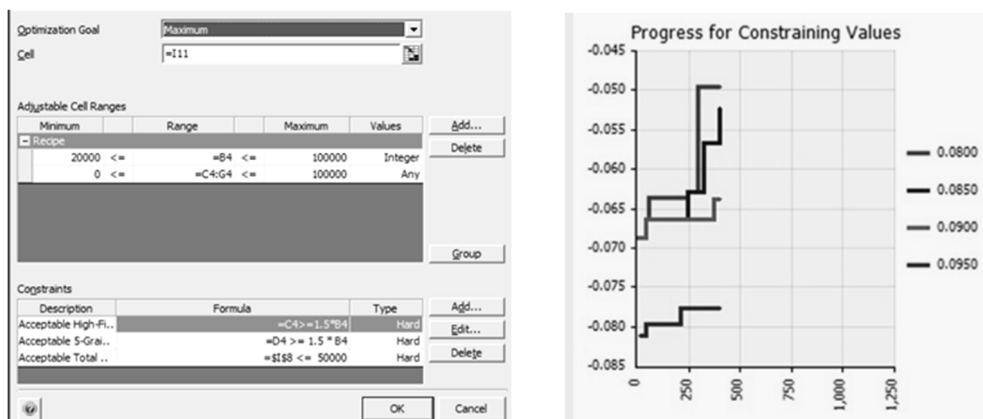 Optimization Goal Maximum
Cell =I11
Adjustable Cell Ranges
Minimum Range Maximum Values
Recipe
20000 <= =B4 <= 100000 Integer
0 <= =C4:G4 <= 100000 Any
Add...
Delete
Group
Constraints
Description Formula Type
Acceptable High-Fi.. =C4>=1.5*B4 Hard
Acceptable 5-Grai.. =D4 >= 1.5 * B4 Hard
Acceptable Total .. =$I$8 <= 50000 Hard
Add...
Edit...
Delete
OK Cancel
Progress for Constraining Values
-0.045
-0.050
-0.055
-0.060
-0.065
-0.070
-0.075
-0.080
-0.085
0 250 500 750 1,000 1,250
0.0800
0.0850
0.0900
0.0950